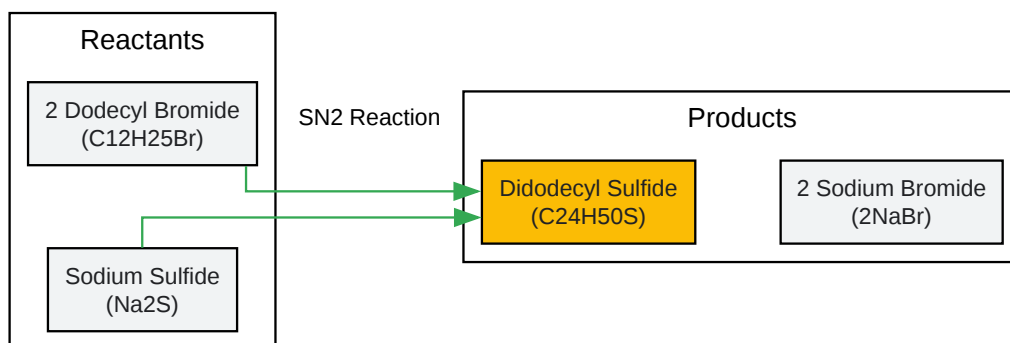 Reactants
2 Dodecyl Bromide
(C12H25Br)
Sodium Sulfide
(Na2S)
SN2 Reaction
Products
Didodecyl Sulfide
(C24H50S)
2 Sodium Bromide
(2NaBr)